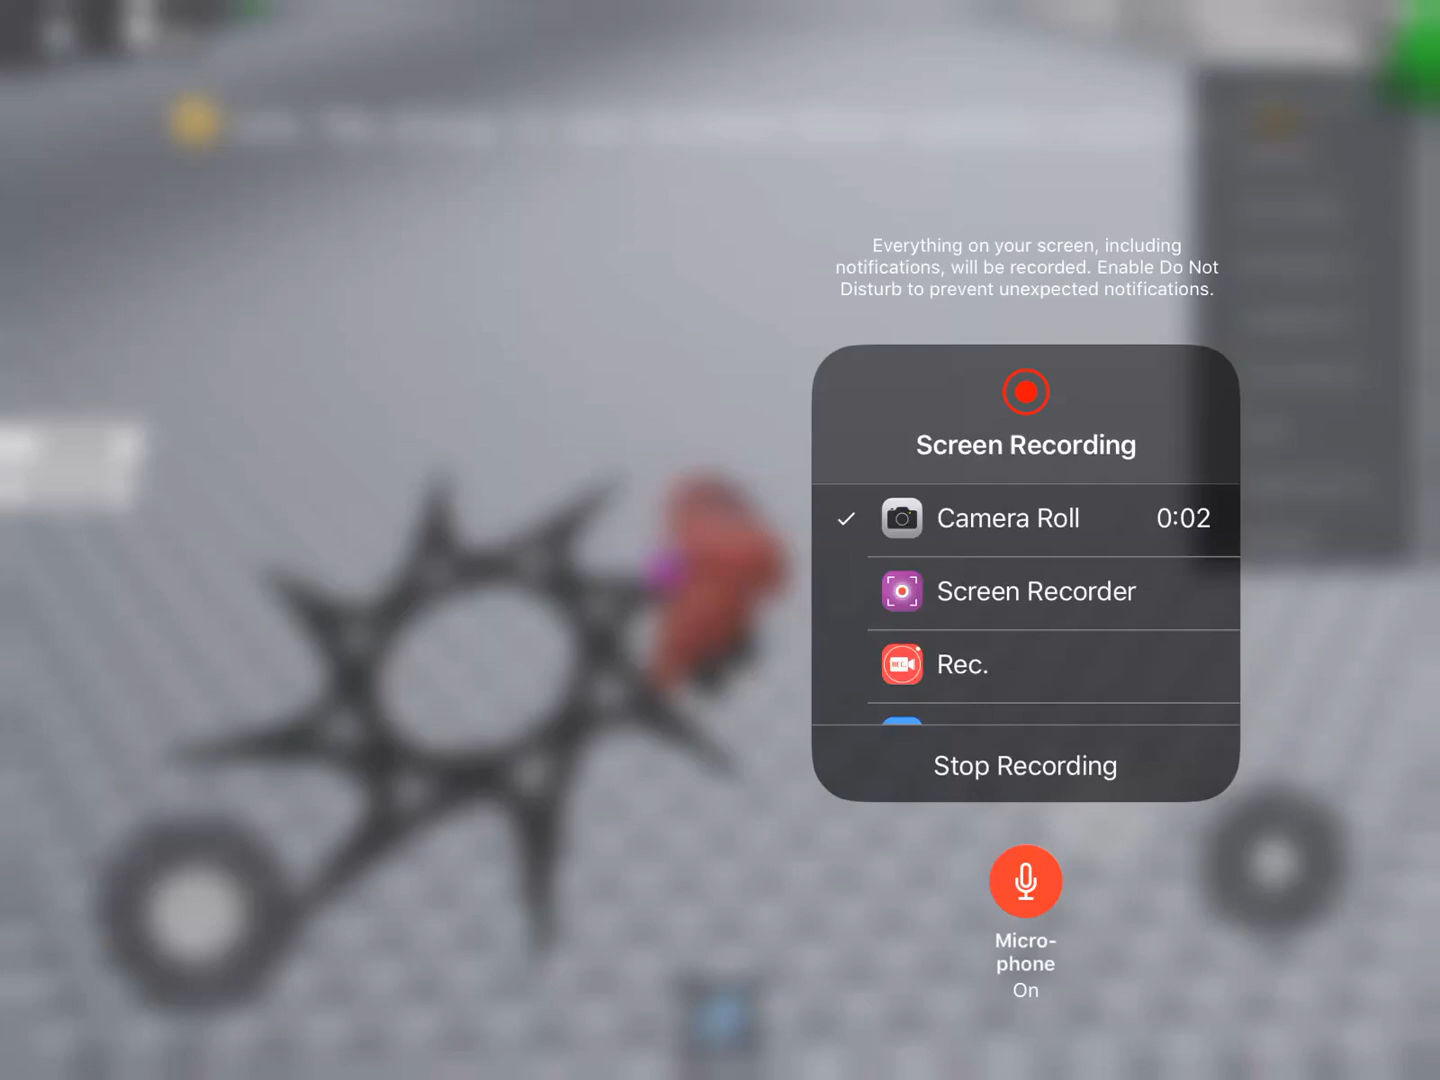 Everything on your screen, including
notifications, will be recorded. Enable Do Not
Disturb to prevent unexpected notifications.
Screen Recording
Camera Roll 0:02
Screen Recorder
REC
Rec.
Stop Recording
Micro-
phone
On